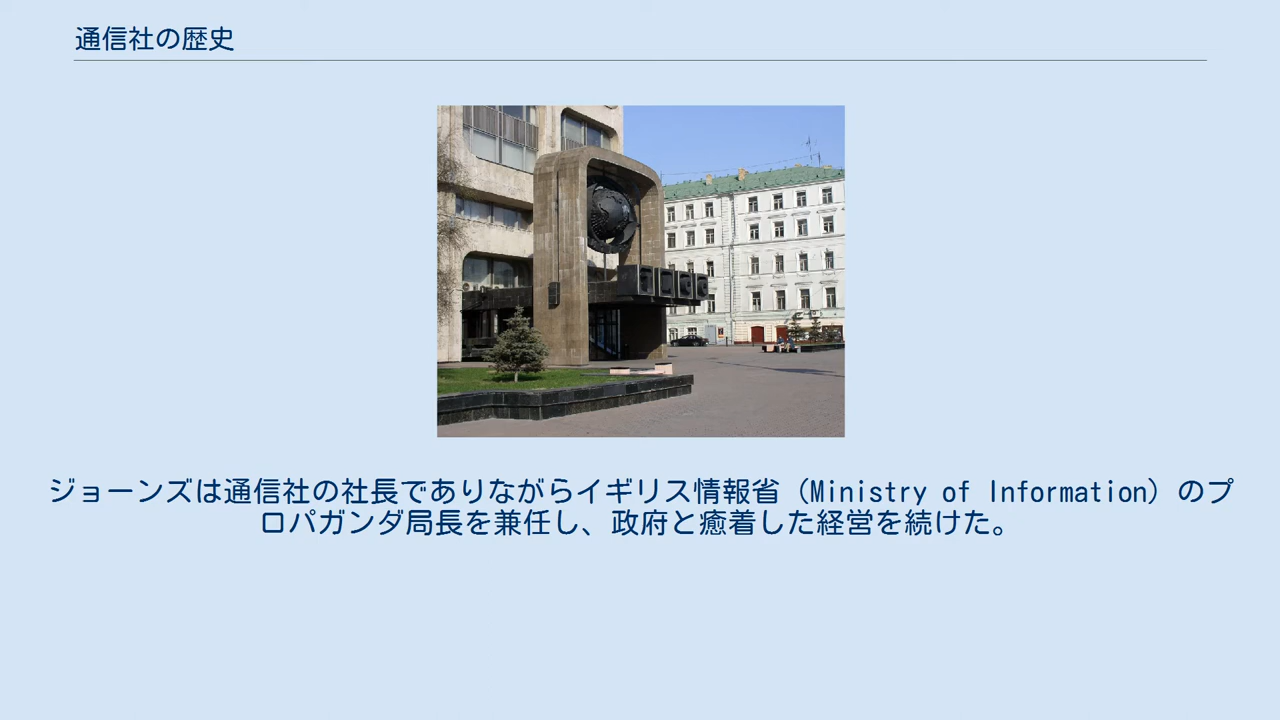 通信社の歴史
ジョーンズは通信社の社長でありながらイギリス情報省（Ministry of Information）のプ
ロパガンダ局長を兼任し、政府と癒着した経営を続けた。